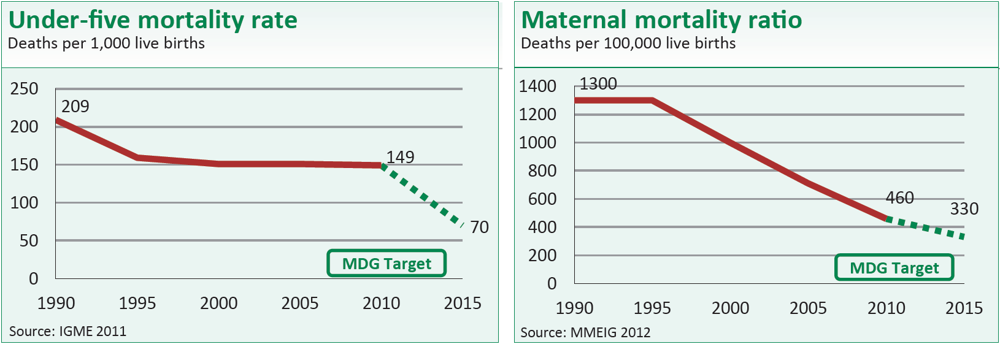 Under-five mortality rate
Deaths per 1,000 live births
250
200
150
100
50
0
209
149
70
MDG Target
1990 1995 2000 2005 2010 2015
Source: IGME 2011
Maternal mortality ratio
Deaths per 100,000 live births
1400
1200
1000
800
600
400
200
0
1300
460
330
MDG Target
1990 1995 2000 2005 2010 2015
Source: MMEIG 2012